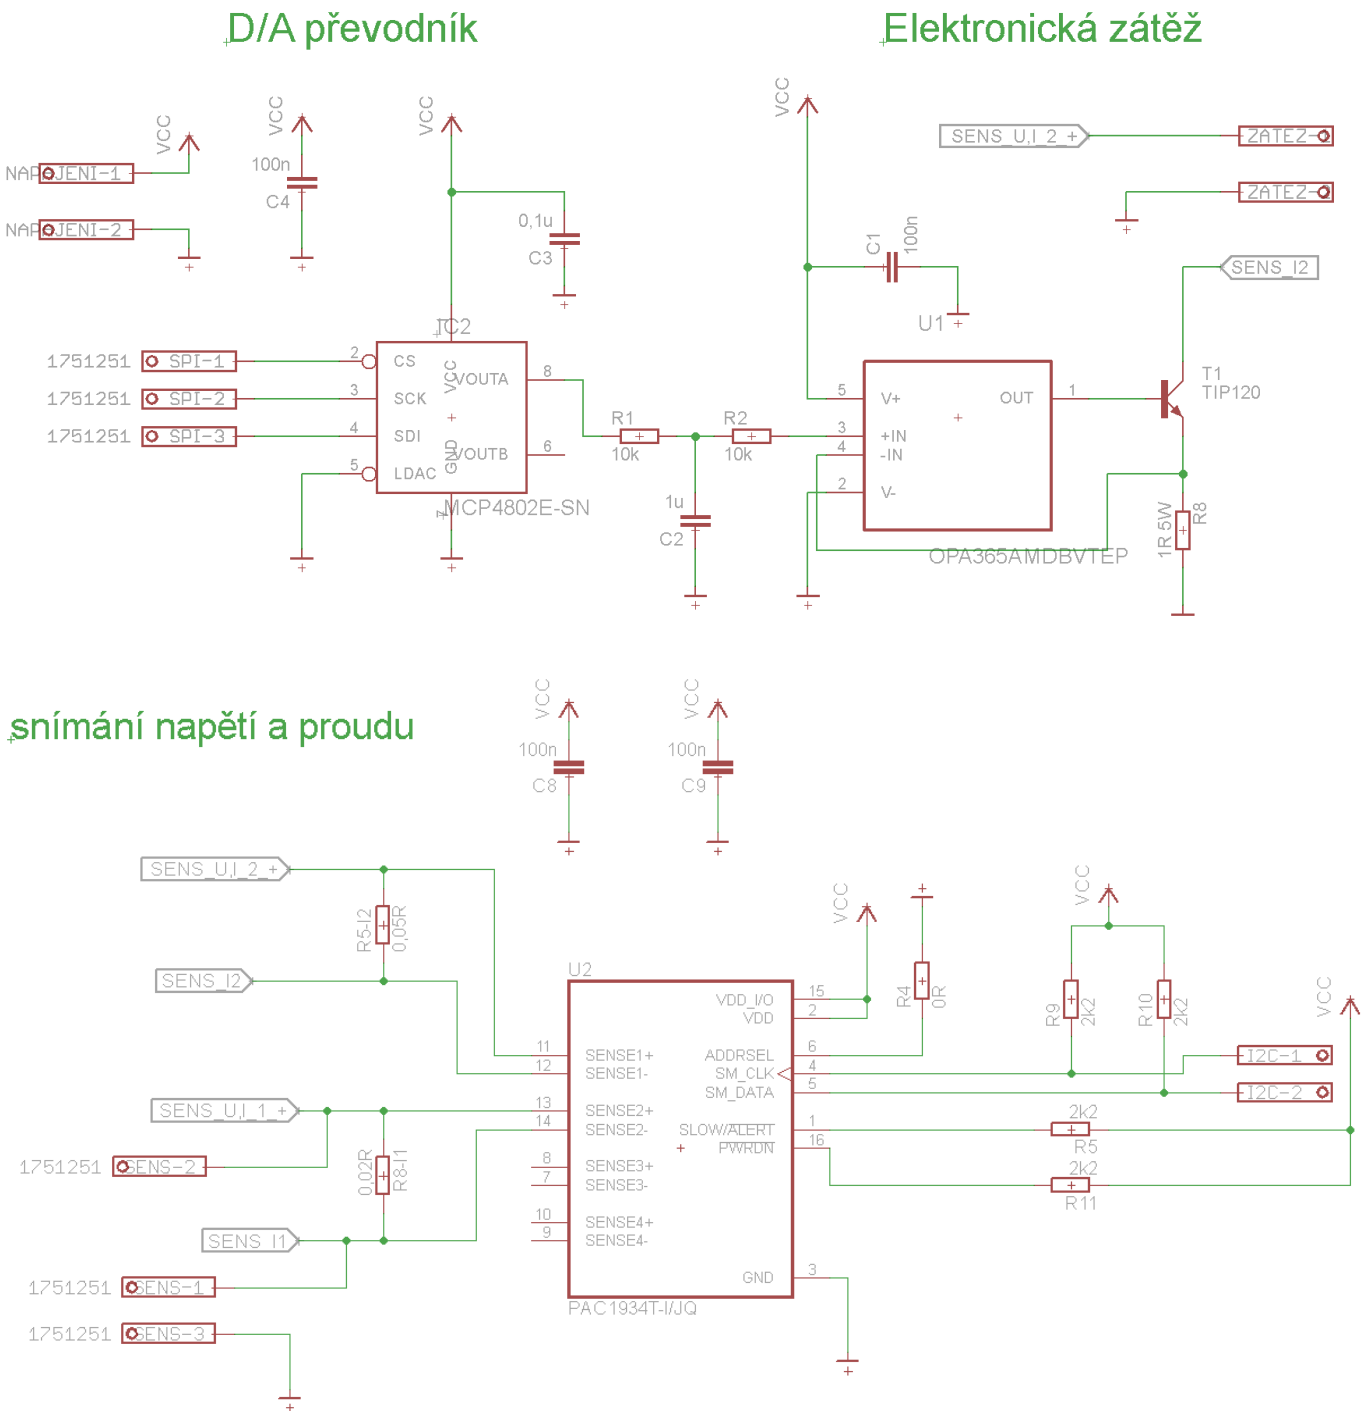 D/A převodník
Elektronická zátěž
VCC
VCC
VCC
VCC
NAPAJENI-1
NAPAJENI-2
100n
C4
0,1u
C3
C1
100n
SENS_U,I_2_+
ZATEZ-
ZATEZ-
SENS_I2
1751251 SPI-1
1751251 SPI-2
1751251 SPI-3
IC2
2 CS
3 SCK
4 SDI
5 LDAC
VCC
GND
VOUTA 8
VOUTB 6
1
7
MCP4802E-SN
R1
10k
R2
10k
1u
C2
U1
5 V+
3 +IN
4 -IN
2 V-
OUT 1
OPA365AMDBVTEP
T1
TIP120
1R 5W
R8
snímání napětí a proudu
VCC
100n
C8
VCC
100n
C9
SENS_U,I_2_+
R5-I2
0,05R
SENS_I2
SENS_U,I_1_+
1751251 SENS-2
0,02R
R8-I1
SENS_I1
1751251 SENS-1
1751251 SENS-3
U2
11 SENSE1+
12 SENSE1-
13 SENSE2+
14 SENSE2-
8 SENSE3+
7 SENSE3-
10 SENSE4+
9 SENSE4-
VDD_I/O 15
VDD 2
ADDRSEL 6
SM_CLK 4
SM_DATA 5
SLOW/ALERT 1
PWRDN 16
GND 3
PAC1934T-I/JQ
VCC
R4
0R
VCC
R9
2k2
R10
2k2
VCC
I2C-1
I2C-2
2k2
R5
2k2
R11